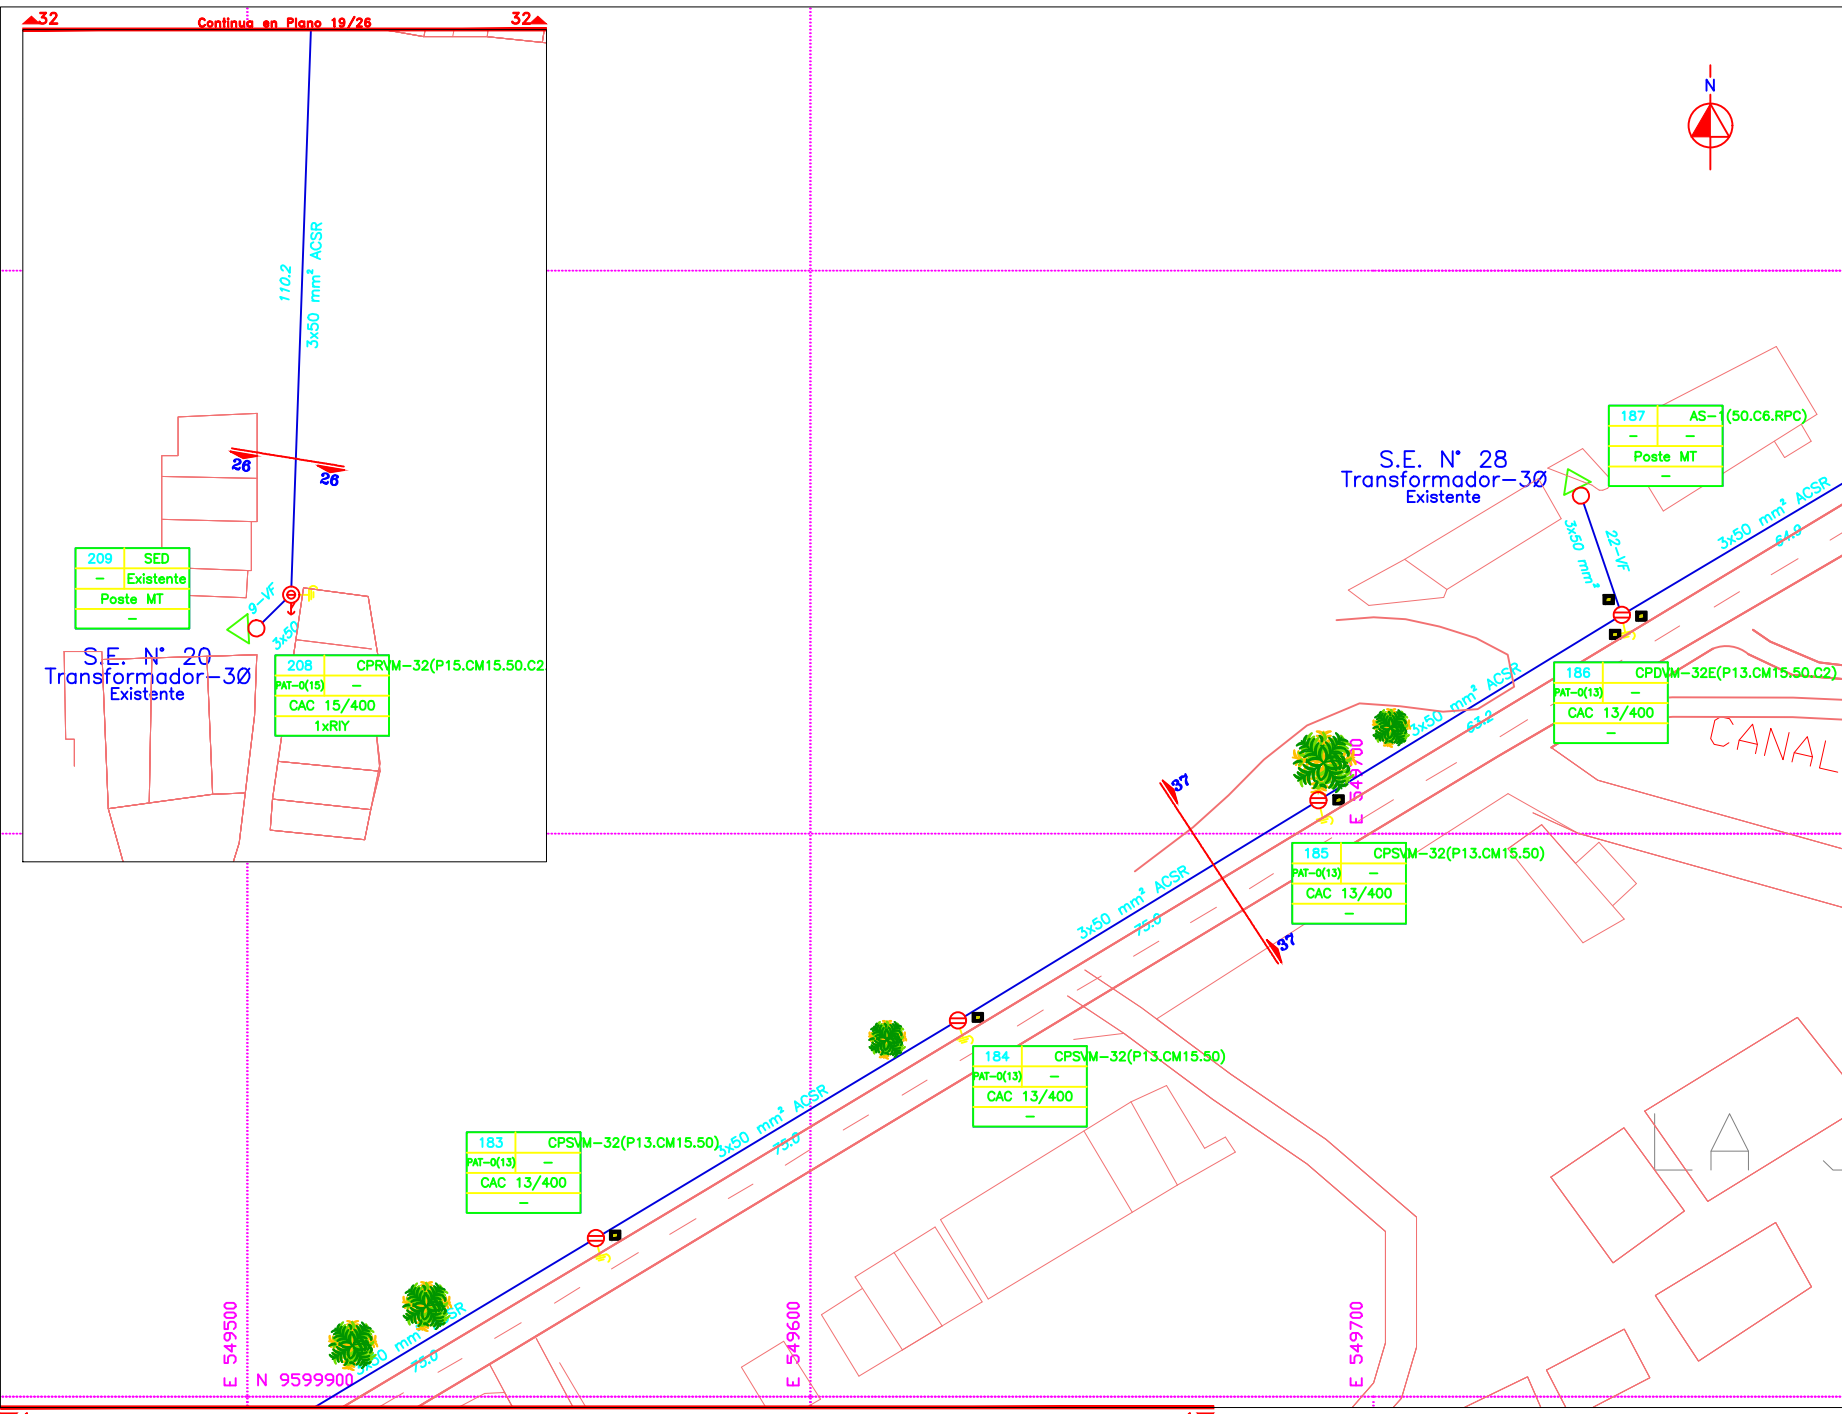 32 Continua en Plano 19/26 32
N
110.2
3x50 mm² ACSR
26
26
209 SED
- Existente
Poste MT
-
9-VF
3x50
S.E. N° 20
Transformador-3Ø
Existente
208 CPRVM-32(P15.CM15.50.C2
PAT-0(15) -
CAC 15/400
1xRIY
187 AS-1(50.C6.RPC)
- -
Poste MT
-
S.E. N° 28
Transformador-3Ø
Existente
3x50 mm²
22-VF
3x50 mm² ACSR
64.9
186 CPDVM-32E(P13.CM15.50.C2)
PAT-0(13) -
CAC 13/400
-
CANAL
3x50 mm² ACSR
63.2
E 549700
37
37
185 CPSVM-32(P13.CM15.50)
PAT-0(13) -
CAC 13/400
-
3x50 mm² ACSR
75.0
184 CPSVM-32(P13.CM15.50)
PAT-0(13) -
CAC 13/400
-
3x50 mm² ACSR
75.0
183 CPSVM-32(P13.CM15.50)
PAT-0(13) -
CAC 13/400
-
L A
3x50 mm
75.0
E 549500
N 9599900
E 549600
E 549700